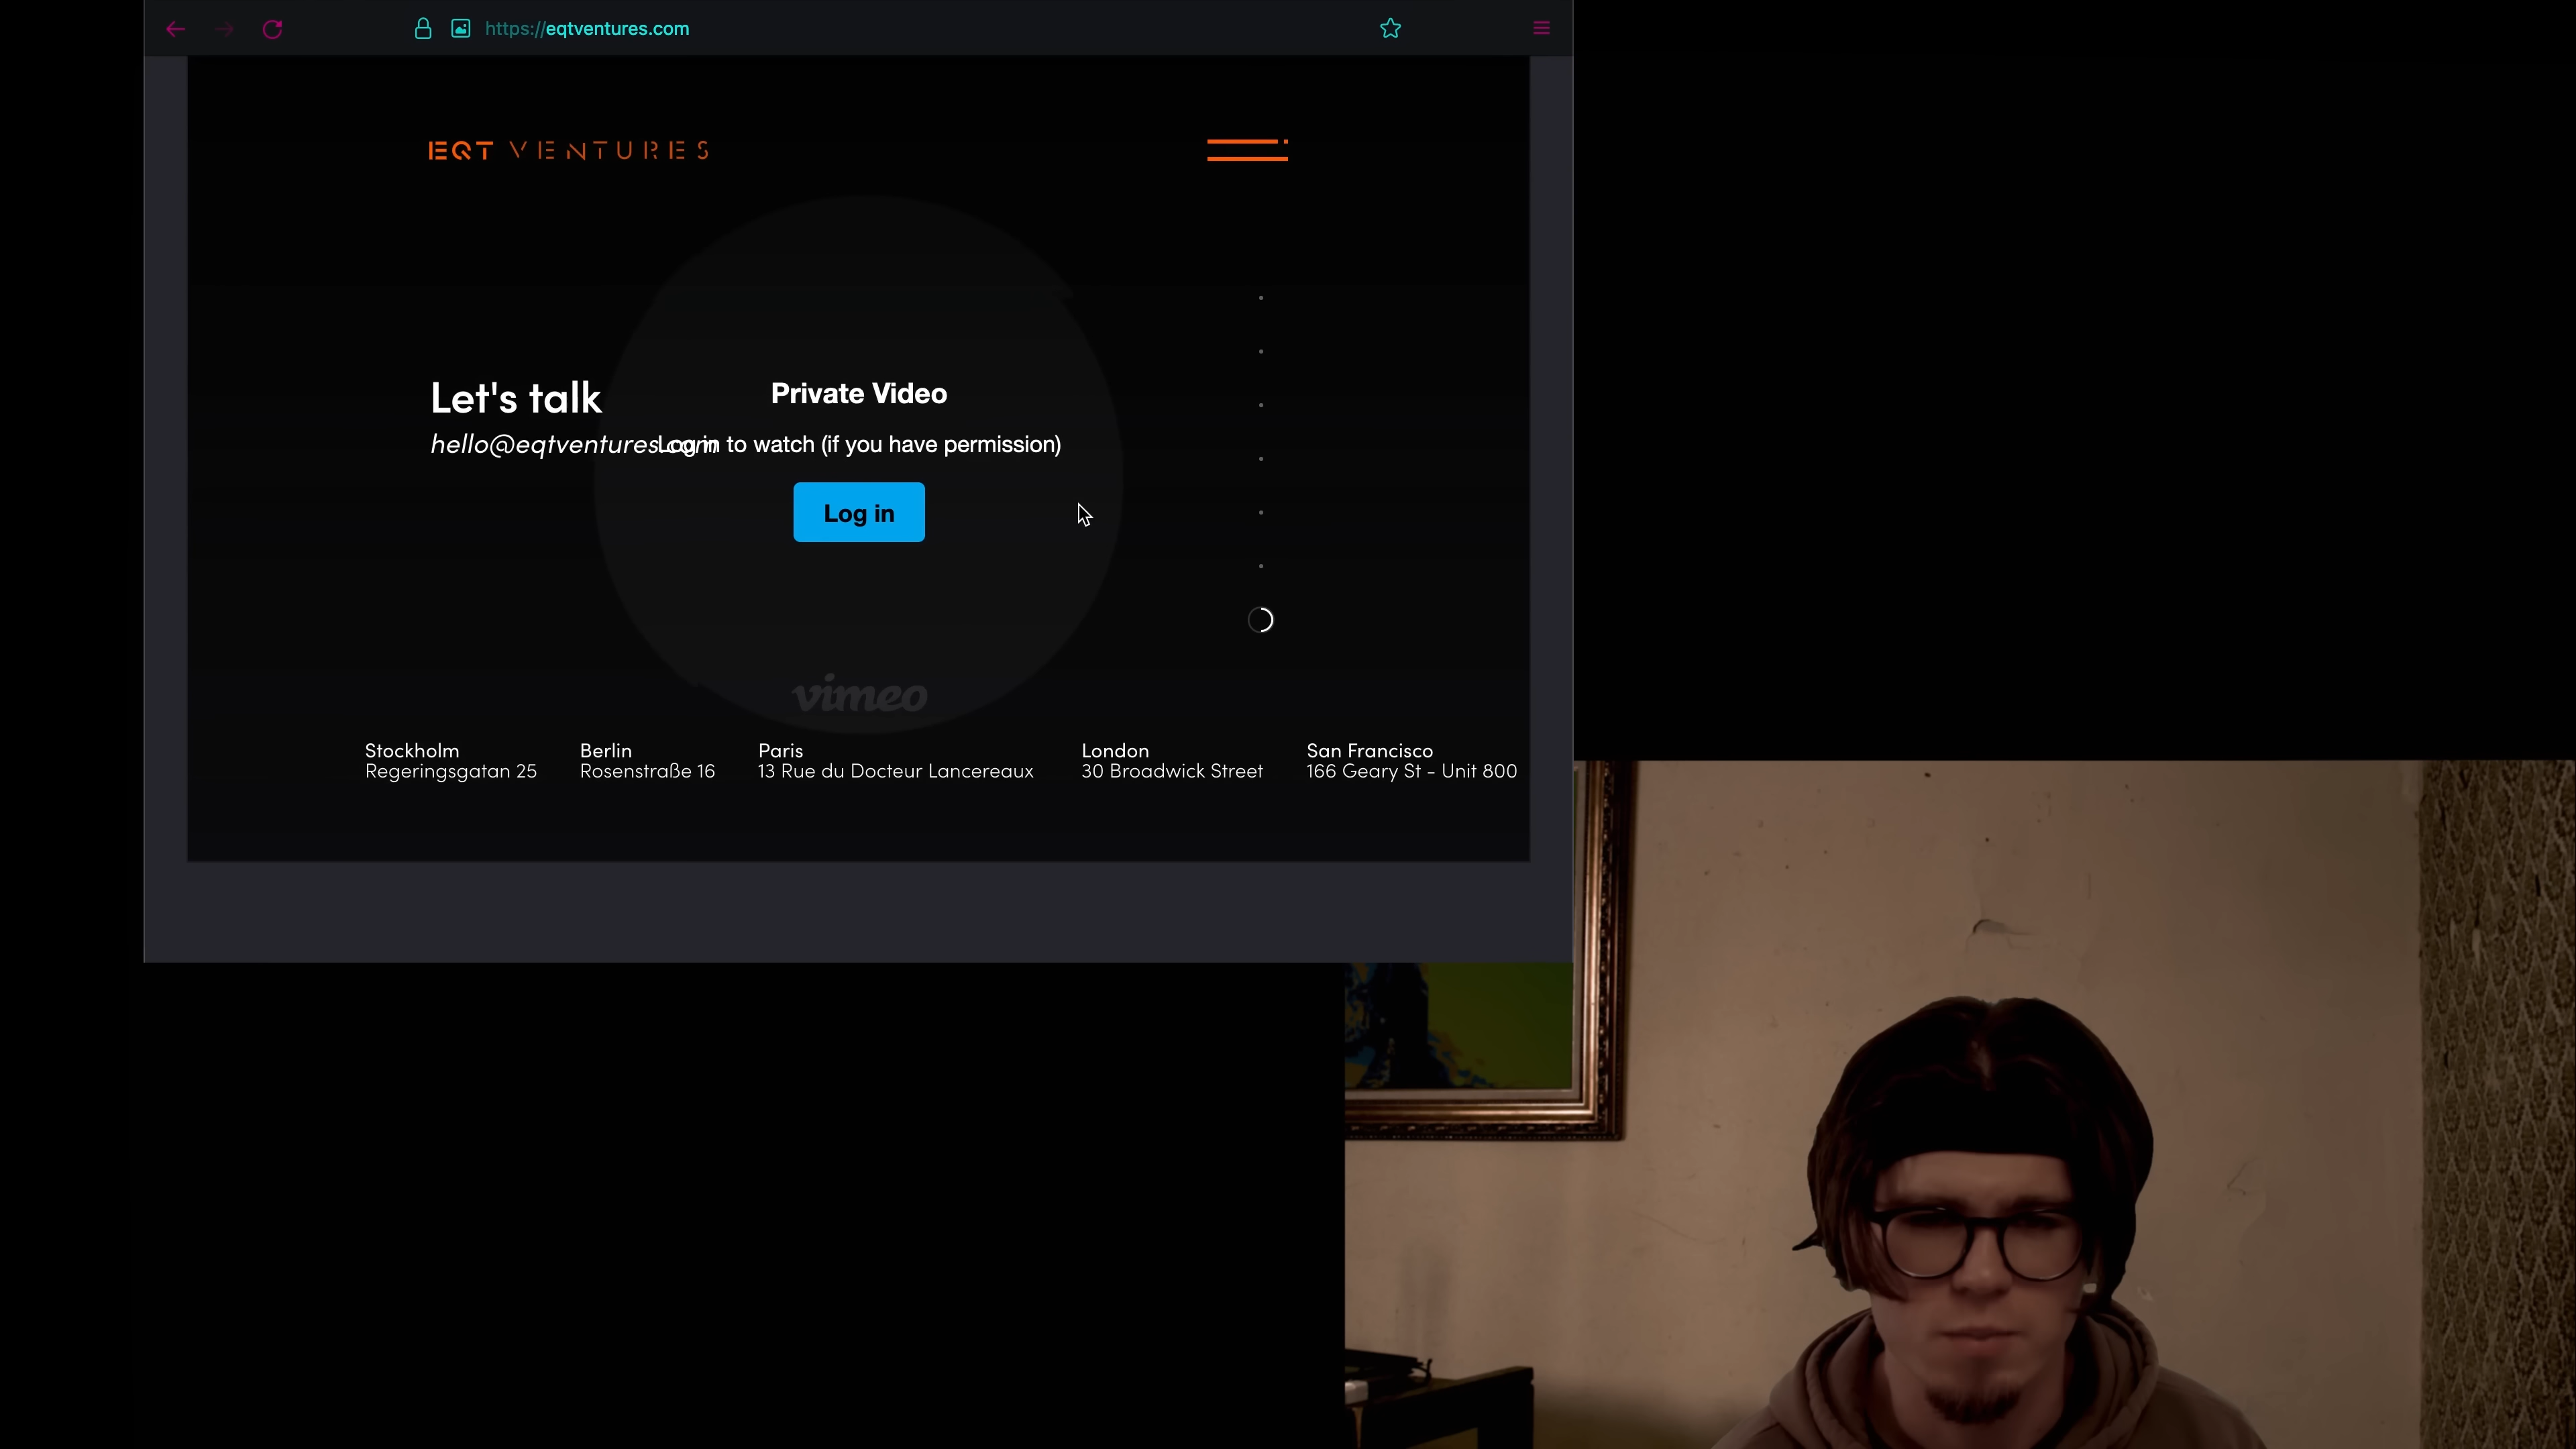 https://eqtventures.com
EQT VENTURES
Let's talk
hello@eqtventures.com
Private Video
Log in to watch (if you have permission)
Log in
vimeo
Stockholm
Regeringsgatan 25
Berlin
Rosenstraße 16
Paris
13 Rue du Docteur Lancereaux
London
30 Broadwick Street
San Francisco
166 Geary St - Unit 800